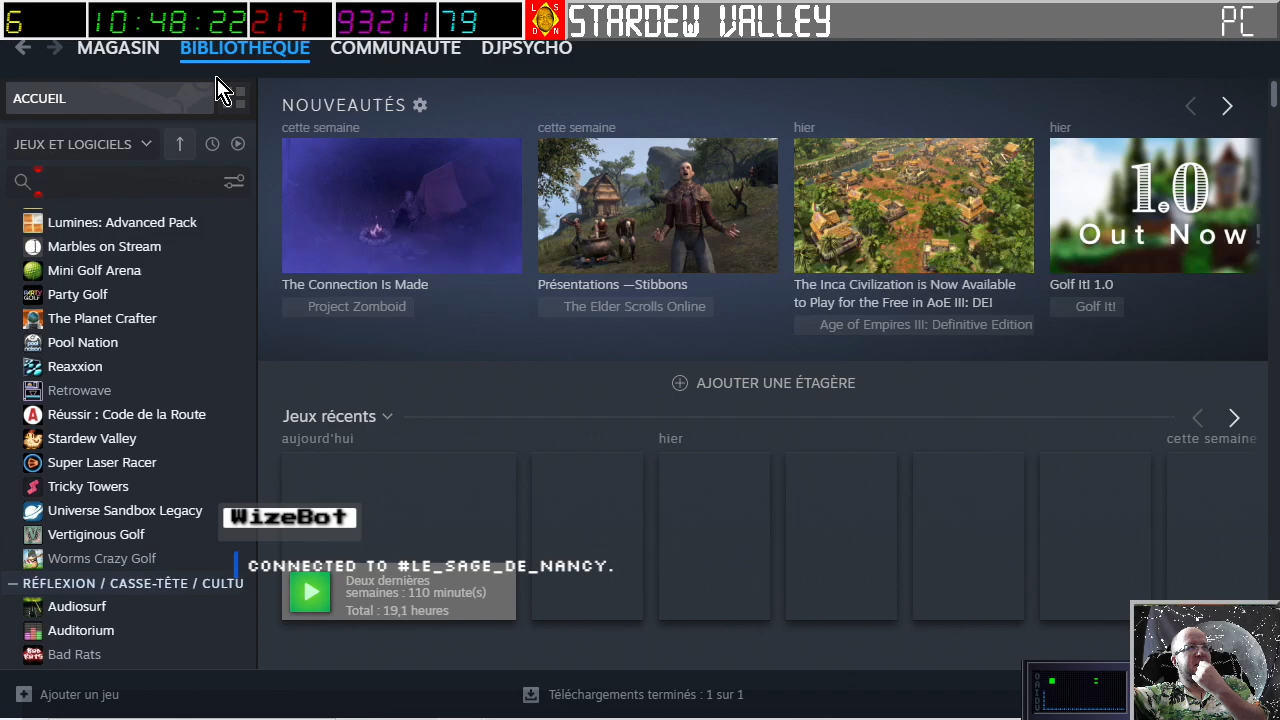 6 10:48:22 217 93211 79 STARDEW VALLEY PC
MAGASIN BIBLIOTHÈQUE COMMUNAUTÉ DJPSYCHO
ACCUEIL
NOUVEAUTÉS
JEUX ET LOGICIELS
cette semaine
cette semaine
hier
hier
1.0
Out Now!
The Connection Is Made
Project Zomboid
Présentations —Stibbons
The Elder Scrolls Online
The Inca Civilization is Now Available
to Play for the Free in AoE III: DEI
Age of Empires III: Definitive Edition
Golf It! 1.0
Golf It!
Lumines: Advanced Pack
Marbles on Stream
Mini Golf Arena
Party Golf
The Planet Crafter
Pool Nation
Reaxxion
Retrowave
Réussir : Code de la Route
Stardew Valley
Super Laser Racer
Tricky Towers
Universe Sandbox Legacy
Vertiginous Golf
Worms Crazy Golf
RÉFLEXION / CASSE-TÊTE / CULTU
Audiosurf
Auditorium
Bad Rats
AJOUTER UNE ÉTAGÈRE
Jeux récents
aujourd'hui
hier
cette semaine
WizeBot
CONNECTED TO #LE_SAGE_DE_NANCY.
Deux dernières
semaines : 110 minute(s)
Total : 19,1 heures
Ajouter un jeu
Téléchargements terminés : 1 sur 1